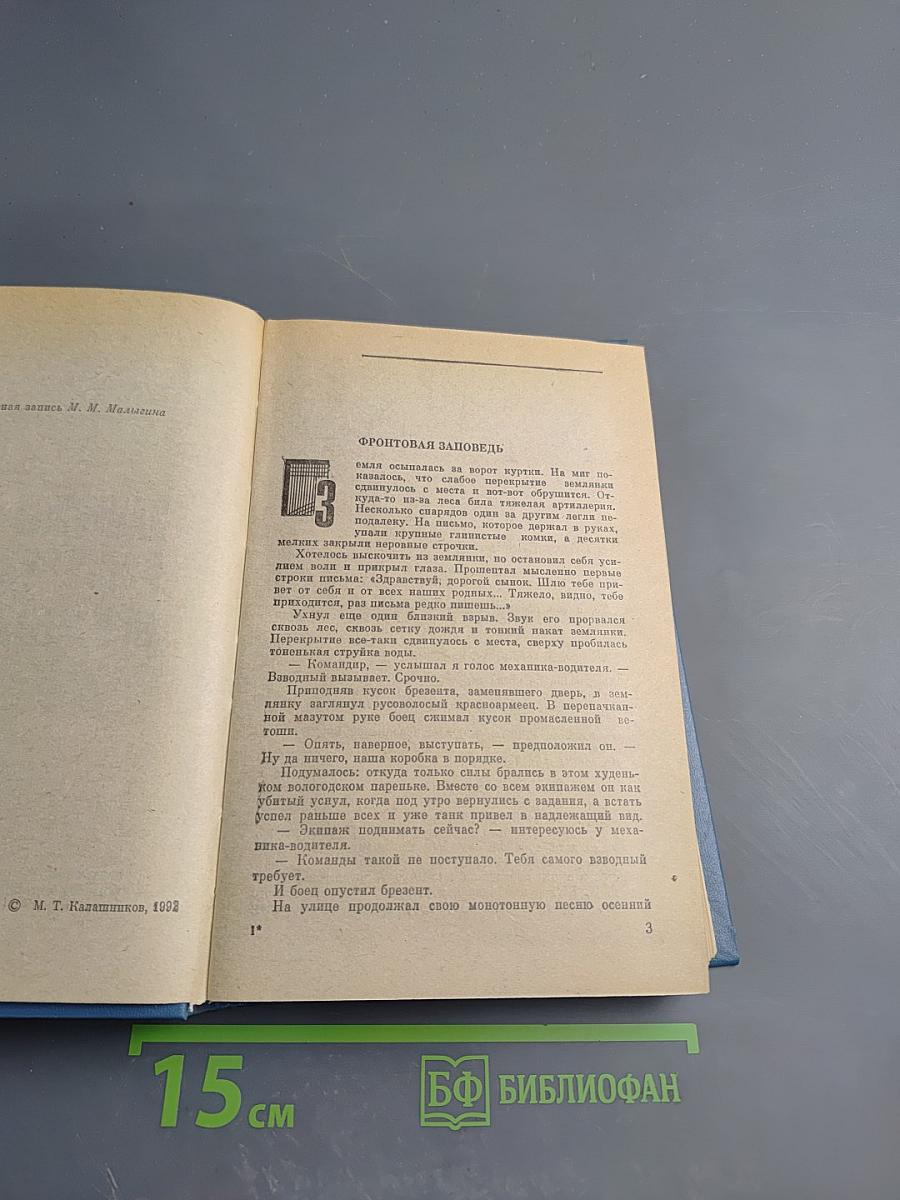 ная запись М. М. Малыгина
© М. Т. Калашников, 1992
ФРОНТОВАЯ ЗАПОВЕДЬ
Земля осыпалась за ворот куртки. На миг по-
казалось, что слабое перекрытие землянки
сдвинулось с места и вот-вот обрушится. От-
куда-то из-за леса била тяжелая артиллерия.
Несколько снарядов один за другим легли не-
подалеку. На письмо, которое держал в руках,
упали крупные глинистые комки, а десятки
мелких закрыли неровные строчки.
Хотелось выскочить из землянки, но остановил себя уси-
лием воли и прикрыл глаза. Прошептал мысленно первые
строки письма: «Здравствуй, дорогой сынок. Шлю тебе при-
вет от себя и от всех наших родных... Тяжело, видно, тебе
приходится, раз письма редко пишешь...»
Ухнул еще один близкий взрыв. Звук его прорвался
сквозь лес, сквозь сетку дождя и тонкий накат землянки.
Перекрытие все-таки сдвинулось с места, сверху пробилась
тоненькая струйка воды.
— Командир, — услышал я голос механика-водителя. —
Взводный вызывает. Срочно.
Приподняв кусок брезента, заменявшего дверь, в зем-
лянку заглянул русоволосый красноармеец. В перепачкан-
ной мазутом руке боец сжимал кусок промасленной ве-
тоши.
— Опять, наверное, выступать, — предположил он. —
Ну да ничего, наша коробка в порядке.
Подумалось: откуда только силы брались в этом худень-
ком вологодском пареньке. Вместе со всем экипажем он как
убитый уснул, когда под утро вернулись с задания, а встать
успел раньше всех и уже танк привел в надлежащий вид.
— Экипаж поднимать сейчас? — интересуюсь у меха-
ника-водителя.
— Команды такой не поступало. Тебя самого взводный
требует.
И боец опустил брезент.
На улице продолжал свою монотонную песню осенний
1*
3
15 см
БФ БИБЛИОФАН